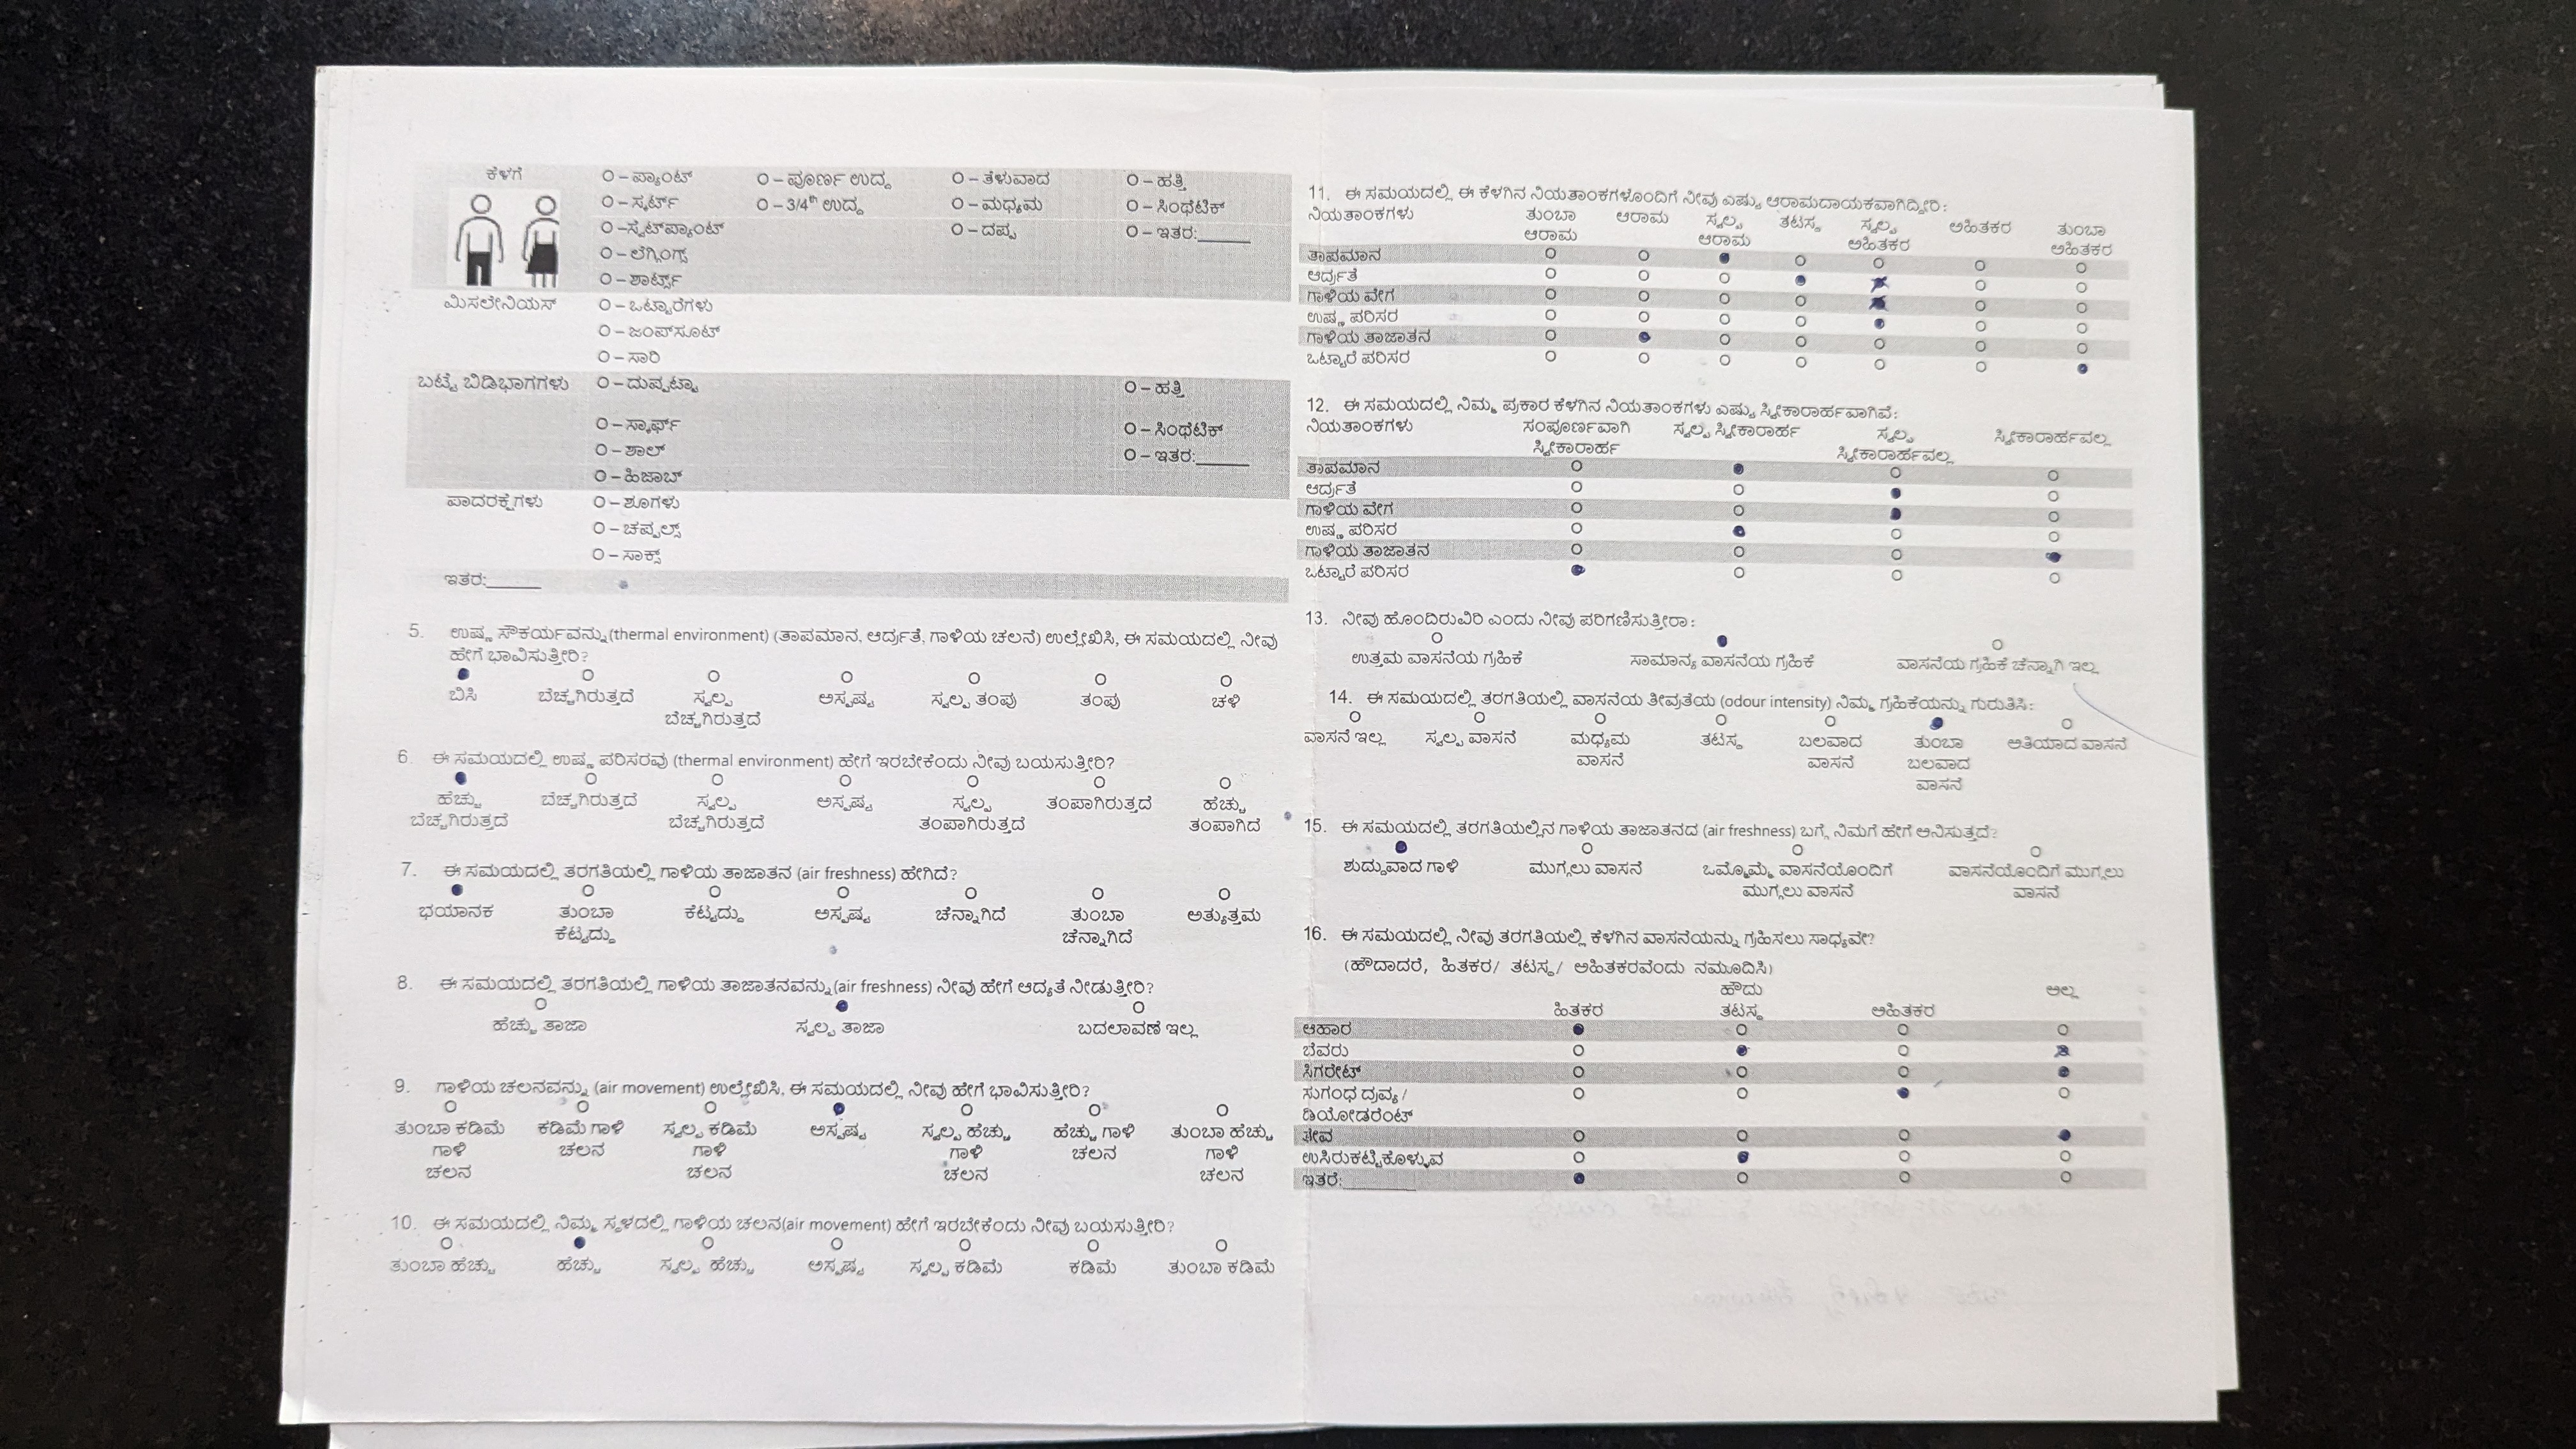 ಕೆಳಗೆ O – ಪ್ಯಾಂಟ್ O – ಪೂರ್ಣ ಉದ್ದ O – ತೆಳುವಾದ O – ಹತ್ತಿ
O – ಸ್ಕರ್ಟ್ O – 3/4th ಉದ್ದ O – ಮಧ್ಯಮ O – ಸಿಂಥೆಟಿಕ್
O – ಸ್ವೆಟ್‌ಪ್ಯಾಂಟ್ O – ದಪ್ಪ O – ಇತರ:______
O – ಲೆಗ್ಗಿಂಗ್ಸ್
O – ಶಾರ್ಟ್ಸ್
ಮಿಸಲೇನಿಯಸ್ O – ಒಟ್ಟಾರೆಗಳು
O – ಜಂಪ್‌ಸೂಟ್
O – ಸಾರಿ
ಬಟ್ಟೆ ಬಿಡಿಭಾಗಗಳು O – ದುಪ್ಪಟ್ಟಾ O – ಹತ್ತಿ
O – ಸ್ಕಾರ್ಫ್ O – ಸಿಂಥೆಟಿಕ್
O – ಶಾಲ್ O – ಇತರ:______
O – ಹಿಜಾಬ್
ಪಾದರಕ್ಷೆಗಳು O – ಶೂಗಳು
O – ಚಪ್ಪಲ್ಸ್
O – ಸಾಕ್ಸ್
ಇತರ:______
5. ಉಷ್ಣ ಸೌಕರ್ಯವನ್ನು (thermal environment) (ತಾಪಮಾನ, ಆರ್ದ್ರತೆ, ಗಾಳಿಯ ಚಲನೆ) ಉಲ್ಲೇಖಿಸಿ, ಈ ಸಮಯದಲ್ಲಿ ನೀವು
ಹೇಗೆ ಭಾವಿಸುತ್ತೀರಿ?
ಬಿಸಿ ಬೆಚ್ಚಗಿರುತ್ತದೆ ಸ್ವಲ್ಪ ಅಸ್ಪಷ್ಟ ಸ್ವಲ್ಪ ತಂಪು ತಂಪು ಚಳಿ
ಬೆಚ್ಚಗಿರುತ್ತದೆ
6. ಈ ಸಮಯದಲ್ಲಿ ಉಷ್ಣ ಪರಿಸರವು (thermal environment) ಹೇಗೆ ಇರಬೇಕೆಂದು ನೀವು ಬಯಸುತ್ತೀರಿ?
ಹೆಚ್ಚು ಬೆಚ್ಚಗಿರುತ್ತದೆ ಸ್ವಲ್ಪ ಅಸ್ಪಷ್ಟ ಸ್ವಲ್ಪ ತಂಪಾಗಿರುತ್ತದೆ ಹೆಚ್ಚು
ಬೆಚ್ಚಗಿರುತ್ತದೆ ಬೆಚ್ಚಗಿರುತ್ತದೆ ತಂಪಾಗಿರುತ್ತದೆ ತಂಪಾಗಿದೆ
7. ಈ ಸಮಯದಲ್ಲಿ ತರಗತಿಯಲ್ಲಿ ಗಾಳಿಯ ತಾಜಾತನ (air freshness) ಹೇಗಿದೆ?
ಭಯಾನಕ ತುಂಬಾ ಕೆಟ್ಟದ್ದು ಅಸ್ಪಷ್ಟ ಚೆನ್ನಾಗಿದೆ ತುಂಬಾ ಅತ್ಯುತ್ತಮ
ಕೆಟ್ಟದ್ದು ಚೆನ್ನಾಗಿದೆ
8. ಈ ಸಮಯದಲ್ಲಿ ತರಗತಿಯಲ್ಲಿ ಗಾಳಿಯ ತಾಜಾತನವನ್ನು (air freshness) ನೀವು ಹೇಗೆ ಆದ್ಯತೆ ನೀಡುತ್ತೀರಿ?
ಹೆಚ್ಚು ತಾಜಾ ಸ್ವಲ್ಪ ತಾಜಾ ಬದಲಾವಣೆ ಇಲ್ಲ
9. ಗಾಳಿಯ ಚಲನವನ್ನು (air movement) ಉಲ್ಲೇಖಿಸಿ, ಈ ಸಮಯದಲ್ಲಿ ನೀವು ಹೇಗೆ ಭಾವಿಸುತ್ತೀರಿ?
ತುಂಬಾ ಕಡಿಮೆ ಕಡಿಮೆ ಗಾಳಿ ಸ್ವಲ್ಪ ಕಡಿಮೆ ಅಸ್ಪಷ್ಟ ಸ್ವಲ್ಪ ಹೆಚ್ಚು ಹೆಚ್ಚು ಗಾಳಿ ತುಂಬಾ ಹೆಚ್ಚು
ಗಾಳಿ ಚಲನ ಗಾಳಿ ಗಾಳಿ ಚಲನ ಗಾಳಿ
ಚಲನ ಚಲನ ಚಲನ ಚಲನ
10. ಈ ಸಮಯದಲ್ಲಿ ನಿಮ್ಮ ಸ್ಥಳದಲ್ಲಿ ಗಾಳಿಯ ಚಲನ(air movement) ಹೇಗೆ ಇರಬೇಕೆಂದು ನೀವು ಬಯಸುತ್ತೀರಿ?
ತುಂಬಾ ಹೆಚ್ಚು ಹೆಚ್ಚು ಸ್ವಲ್ಪ ಹೆಚ್ಚು ಅಸ್ಪಷ್ಟ ಸ್ವಲ್ಪ ಕಡಿಮೆ ಕಡಿಮೆ ತುಂಬಾ ಕಡಿಮೆ
11. ಈ ಸಮಯದಲ್ಲಿ ಈ ಕೆಳಗಿನ ನಿಯತಾಂಕಗಳೊಂದಿಗೆ ನೀವು ಎಷ್ಟು ಆರಾಮದಾಯಕವಾಗಿದ್ದೀರಿ:
ನಿಯತಾಂಕಗಳು ತುಂಬಾ ಆರಾಮ ಸ್ವಲ್ಪ ತಟಸ್ಥ ಸ್ವಲ್ಪ ಅಹಿತಕರ ತುಂಬಾ
ಆರಾಮ ಆರಾಮ ಅಹಿತಕರ ಅಹಿತಕರ
ತಾಪಮಾನ
ಆರ್ದ್ರತೆ
ಗಾಳಿಯ ವೇಗ
ಉಷ್ಣ ಪರಿಸರ
ಗಾಳಿಯ ತಾಜಾತನ
ಒಟ್ಟಾರೆ ಪರಿಸರ
12. ಈ ಸಮಯದಲ್ಲಿ ನಿಮ್ಮ ಪ್ರಕಾರ ಕೆಳಗಿನ ನಿಯತಾಂಕಗಳು ಎಷ್ಟು ಸ್ವೀಕಾರಾರ್ಹವಾಗಿವೆ:
ನಿಯತಾಂಕಗಳು ಸಂಪೂರ್ಣವಾಗಿ ಸ್ವಲ್ಪ ಸ್ವೀಕಾರಾರ್ಹ ಸ್ವಲ್ಪ ಸ್ವೀಕಾರಾರ್ಹವಲ್ಲ
ಸ್ವೀಕಾರಾರ್ಹ ಸ್ವೀಕಾರಾರ್ಹವಲ್ಲ
ತಾಪಮಾನ
ಆರ್ದ್ರತೆ
ಗಾಳಿಯ ವೇಗ
ಉಷ್ಣ ಪರಿಸರ
ಗಾಳಿಯ ತಾಜಾತನ
ಒಟ್ಟಾರೆ ಪರಿಸರ
13. ನೀವು ಹೊಂದಿರುವಿರಿ ಎಂದು ನೀವು ಪರಿಗಣಿಸುತ್ತೀರಾ:
ಉತ್ತಮ ವಾಸನೆಯ ಗ್ರಹಿಕೆ ಸಾಮಾನ್ಯ ವಾಸನೆಯ ಗ್ರಹಿಕೆ ವಾಸನೆಯ ಗ್ರಹಿಕೆ ಚೆನ್ನಾಗಿ ಇಲ್ಲ
14. ಈ ಸಮಯದಲ್ಲಿ ತರಗತಿಯಲ್ಲಿ ವಾಸನೆಯ ತೀವ್ರತೆಯ (odour intensity) ನಿಮ್ಮ ಗ್ರಹಿಕೆಯನ್ನು ಗುರುತಿಸಿ:
ವಾಸನೆ ಇಲ್ಲ ಸ್ವಲ್ಪ ವಾಸನೆ ಮಧ್ಯಮ ತಟಸ್ಥ ಬಲವಾದ ತುಂಬಾ ಅತಿಯಾದ ವಾಸನೆ
ವಾಸನೆ ವಾಸನೆ ಬಲವಾದ
ವಾಸನೆ
15. ಈ ಸಮಯದಲ್ಲಿ ತರಗತಿಯಲ್ಲಿನ ಗಾಳಿಯ ತಾಜಾತನದ (air freshness) ಬಗ್ಗೆ ನಿಮಗೆ ಹೇಗೆ ಅನಿಸುತ್ತದೆ?
ಶುದ್ಧವಾದ ಗಾಳಿ ಮುಗ್ಗಲು ವಾಸನೆ ಒಮ್ಮೊಮ್ಮೆ ವಾಸನೆಯೊಂದಿಗೆ ವಾಸನೆಯೊಂದಿಗೆ ಮುಗ್ಗಲು
ಮುಗ್ಗಲು ವಾಸನೆ ವಾಸನೆ
16. ಈ ಸಮಯದಲ್ಲಿ ನೀವು ತರಗತಿಯಲ್ಲಿ ಕೆಳಗಿನ ವಾಸನೆಯನ್ನು ಗ್ರಹಿಸಲು ಸಾಧ್ಯವೇ?
(ಹೌದಾದರೆ, ಹಿತಕರ/ ತಟಸ್ಥ/ ಅಹಿತಕರವೆಂದು ನಮೂದಿಸಿ)
ಹೌದು ಅಲ್ಲ
ಹಿತಕರ ತಟಸ್ಥ ಅಹಿತಕರ
ಆಹಾರ
ಬೆವರು
ಸಿಗರೇಟ್
ಸುಗಂಧ ದ್ರವ್ಯ /
ಡಿಯೋಡರೆಂಟ್
ತೇವ
ಉಸಿರುಕಟ್ಟಿಕೊಳ್ಳುವ
ಇತರೆ:________